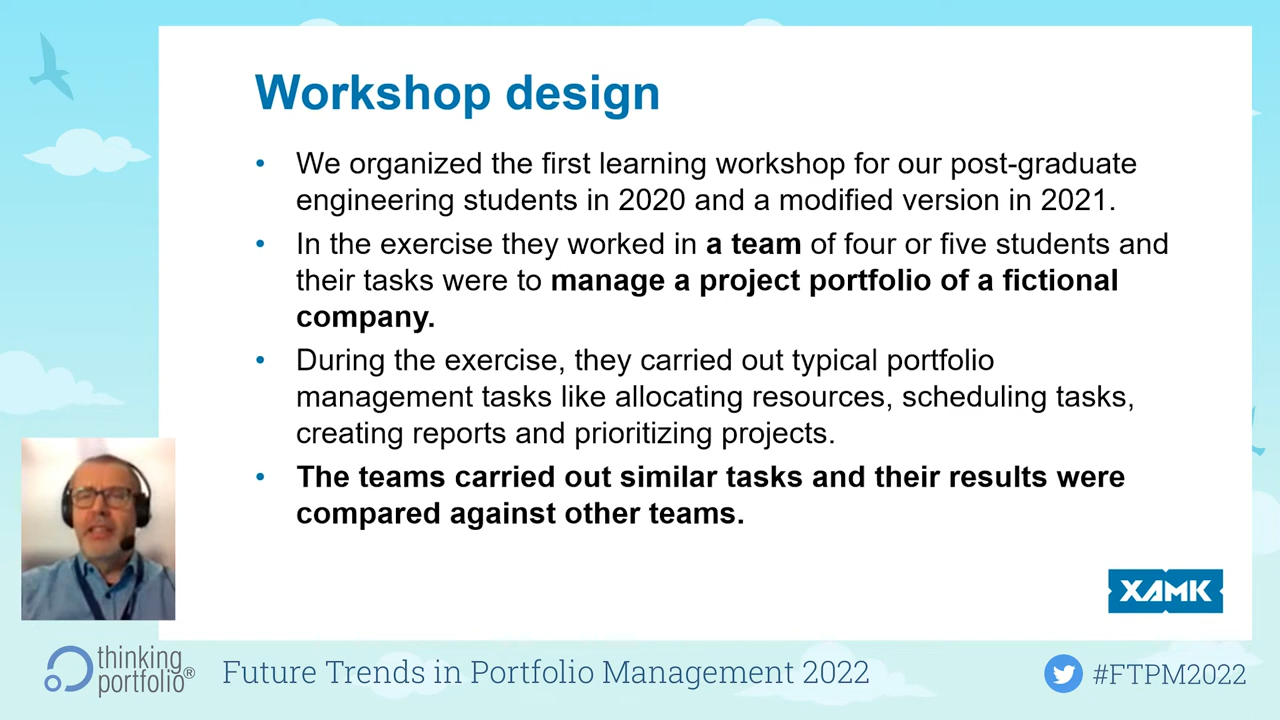 Workshop design
• We organized the first learning workshop for our post-graduate
engineering students in 2020 and a modified version in 2021.
• In the exercise they worked in a team of four or five students and
their tasks were to manage a project portfolio of a fictional
company.
• During the exercise, they carried out typical portfolio
management tasks like allocating resources, scheduling tasks,
creating reports and prioritizing projects.
• The teams carried out similar tasks and their results were
compared against other teams.
XAMK
thinking
portfolio®
Future Trends in Portfolio Management 2022
#FTPM2022